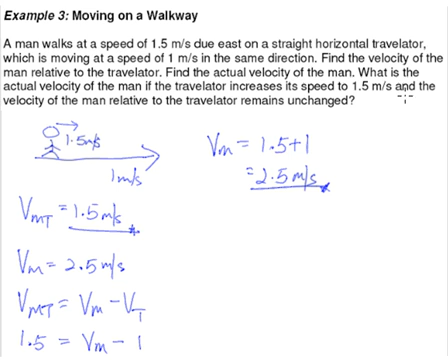 Example 3: Moving on a Walkway
A man walks at a speed of 1.5 m/s due east on a straight horizontal travelator,
which is moving at a speed of 1 m/s in the same direction. Find the velocity of the
man relative to the travelator. Find the actual velocity of the man. What is the
actual velocity of the man if the travelator increases its speed to 1.5 m/s and the
velocity of the man relative to the travelator remains unchanged?
1.5m/s
1m/s
Vm = 1.5+1
=2.5m/s
VMT = 1.5m/s
Vm = 2.5m/s
VMT = Vm - VT
1.5 = Vm - 1